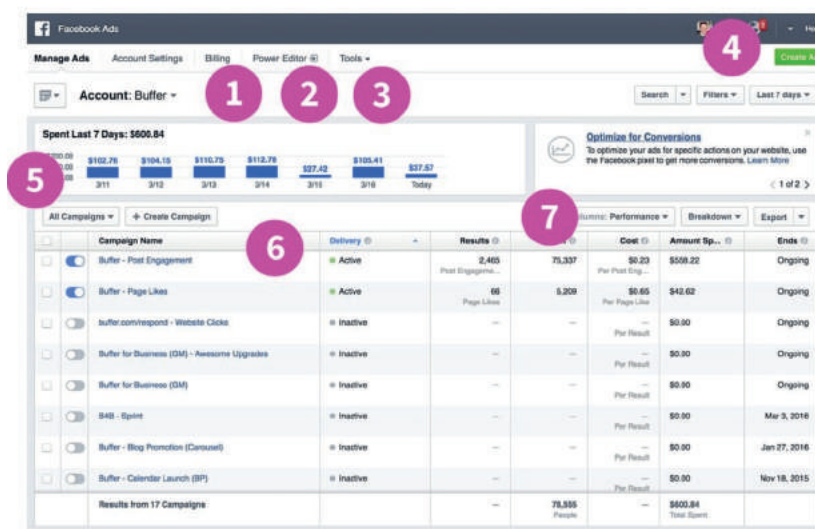 Facebook Ads
Manage Ads Account Settings Billing Power Editor Tools
4
Create A
1 2 3
Account: Buffer
Search Filters Last 7 days
Spent Last 7 Days: $600.84
$102.76 $104.15 $110.75 $112.78 $27.42 $105.41 $37.57
3/11 3/12 3/13 3/14 3/15 3/16 Today
Optimize for Conversions
To optimize your ads for specific actions on your website, use
the Facebook pixel to get more conversions. Learn More
1 of 2
5
All Campaigns + Create Campaign
6
7
Performance Breakdown Export
Campaign Name Delivery Results Cost Amount Sp... Ends
Buffer - Post Engagement Active 2,465 75,337 $0.23 $558.22 Ongoing
Post Engageme... Per Post Eng...
Buffer - Page Likes Active 66 5,209 $0.65 $42.62 Ongoing
Page Likes Per Page Like
buffer.com/respond - Website Clicks Inactive — — — $0.00 Ongoing
Per Result
Buffer for Business (GM) - Awesome Upgrades Inactive — — — $0.00 Ongoing
Per Result
Buffer for Business (GM) Inactive — — — $0.00 Ongoing
Per Result
B4B - Sprint Inactive — — — $0.00 Mar 3, 2016
Per Result
Buffer - Blog Promotion (Carousel) Inactive — — — $0.00 Jan 27, 2016
Per Result
Buffer - Calendar Launch (BP) Inactive — — — $0.00 Nov 18, 2015
Per Result
Results from 17 Campaigns — 78,555 — $600.84
People Total Spent